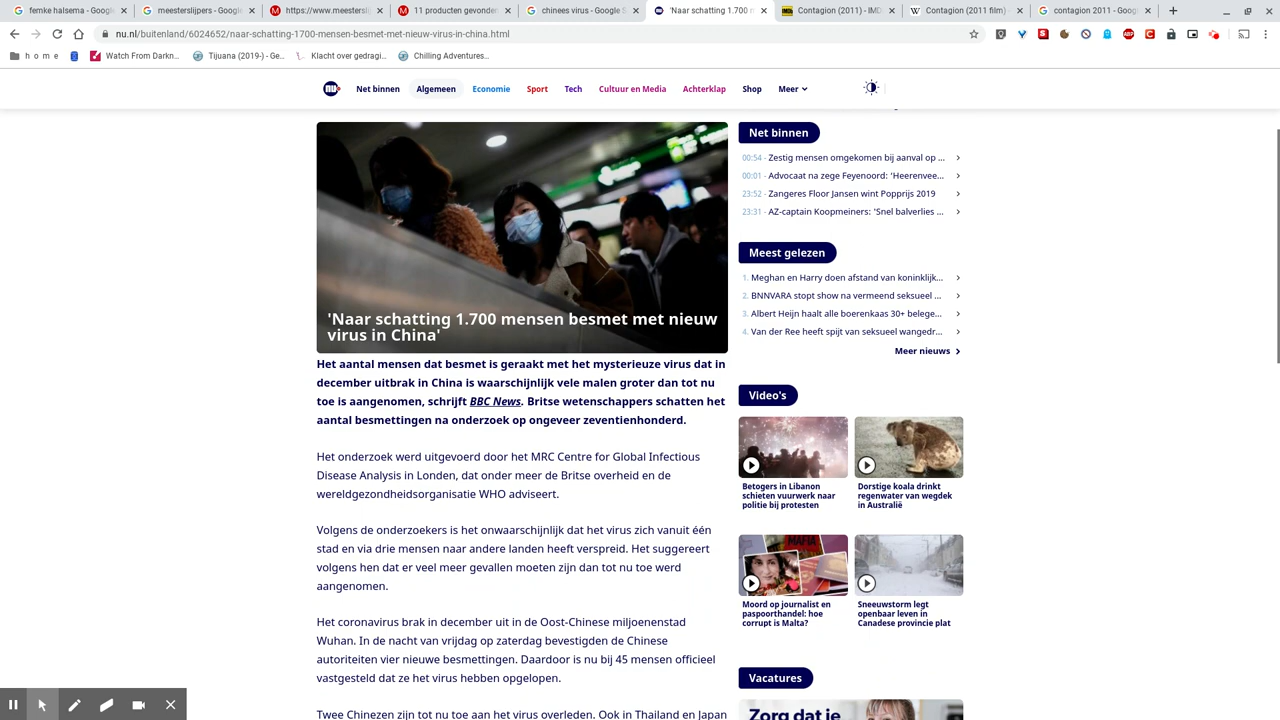 femke halsema - Google
meesterslijpers - Google
https://www.meesterslij
11 producten gevonden
chinees virus - Google S
'Naar schatting 1.700 m
Contagion (2011) - IMD
Contagion (2011 film) -
contagion 2011 - Goog
nu.nl/buitenland/6024652/naar-schatting-1700-mensen-besmet-met-nieuw-virus-in-china.html
h o m e
Watch From Darkn...
Tijuana (2019-) - Ge...
Klacht over gedragi...
Chilling Adventures...
nu
Net binnen
Algemeen
Economie
Sport
Tech
Cultuur en Media
Achterklap
Shop
Meer
'Naar schatting 1.700 mensen besmet met nieuw
virus in China'
Het aantal mensen dat besmet is geraakt met het mysterieuze virus dat in
december uitbrak in China is waarschijnlijk vele malen groter dan tot nu
toe is aangenomen, schrijft BBC News. Britse wetenschappers schatten het
aantal besmettingen na onderzoek op ongeveer zeventienhonderd.
Het onderzoek werd uitgevoerd door het MRC Centre for Global Infectious
Disease Analysis in Londen, dat onder meer de Britse overheid en de
wereldgezondheidsorganisatie WHO adviseert.
Volgens de onderzoekers is het onwaarschijnlijk dat het virus zich vanuit één
stad en via drie mensen naar andere landen heeft verspreid. Het suggereert
volgens hen dat er veel meer gevallen moeten zijn dan tot nu toe werd
aangenomen.
Het coronavirus brak in december uit in de Oost-Chinese miljoenenstad
Wuhan. In de nacht van vrijdag op zaterdag bevestigden de Chinese
autoriteiten vier nieuwe besmettingen. Daardoor is nu bij 45 mensen officieel
vastgesteld dat ze het virus hebben opgelopen.
Twee Chinezen zijn tot nu toe aan het virus overleden. Ook in Thailand en Japan
Net binnen
00:54 - Zestig mensen omgekomen bij aanval op ...
00:01 - Advocaat na zege Feyenoord: 'Heerenvee...
23:52 - Zangeres Floor Jansen wint Popprijs 2019
23:31 - AZ-captain Koopmeiners: 'Snel balverlies ...
Meest gelezen
1. Meghan en Harry doen afstand van koninklijk...
2. BNNVARA stopt show na vermeend seksueel ...
3. Albert Heijn haalt alle boerenkaas 30+ belege...
4. Van der Ree heeft spijt van seksueel wangedr...
Meer nieuws
Video's
Betogers in Libanon
schieten vuurwerk naar
politie bij protesten
Dorstige koala drinkt
regenwater van wegdek
in Australië
MAFIA
Moord op journalist en
paspoorthandel: hoe
corrupt is Malta?
Sneeuwstorm legt
openbaar leven in
Canadese provincie plat
Vacatures
Zorg dat je